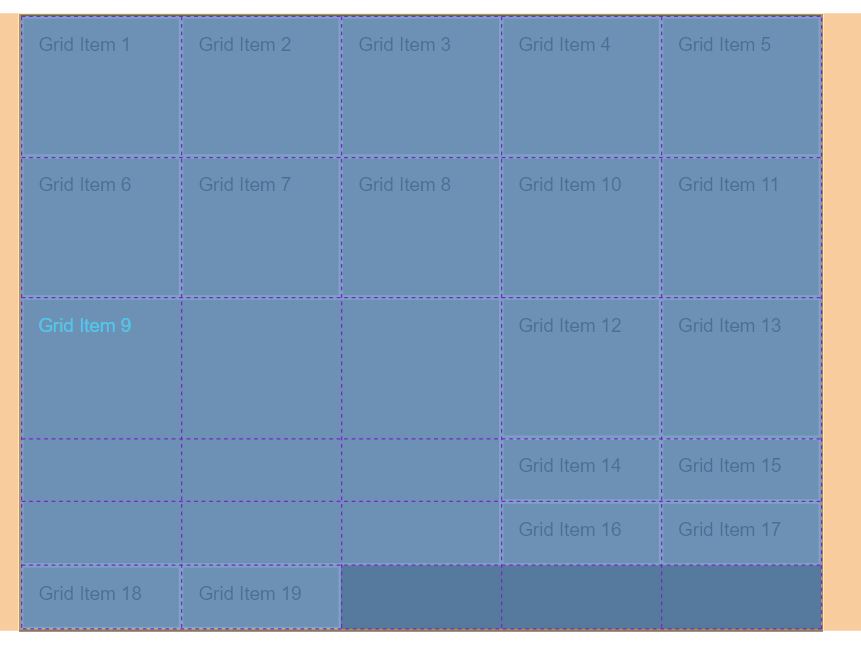 Grid Item 1
Grid Item 2
Grid Item 3
Grid Item 4
Grid Item 5
Grid Item 6
Grid Item 7
Grid Item 8
Grid Item 10
Grid Item 11
Grid Item 9
Grid Item 12
Grid Item 13
Grid Item 14
Grid Item 15
Grid Item 16
Grid Item 17
Grid Item 18
Grid Item 19